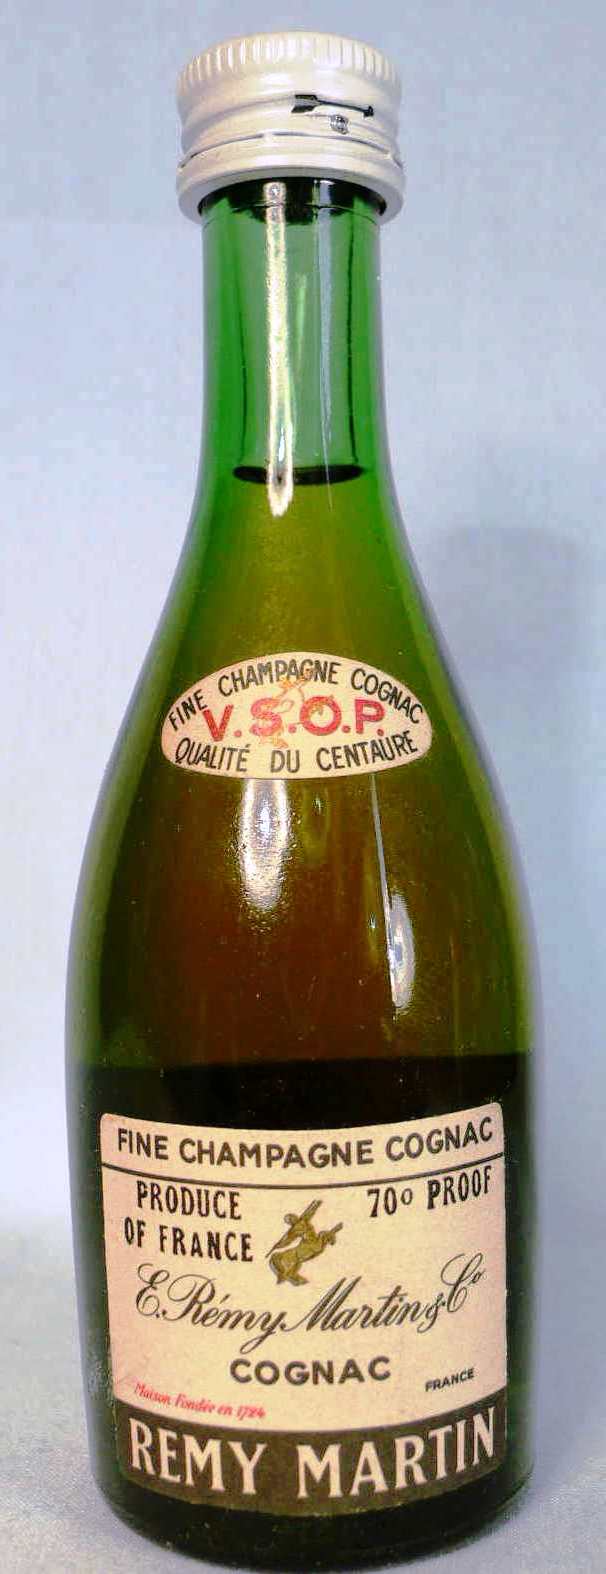 FINE CHAMPAGNE COGNAC
V.S.O.P.
QUALITÉ DU CENTAURE
FINE CHAMPAGNE COGNAC
PRODUCE 70º PROOF
OF FRANCE
E. Rémy Martin & Cº
COGNAC
FRANCE
Maison Fondée en 1724
REMY MARTIN